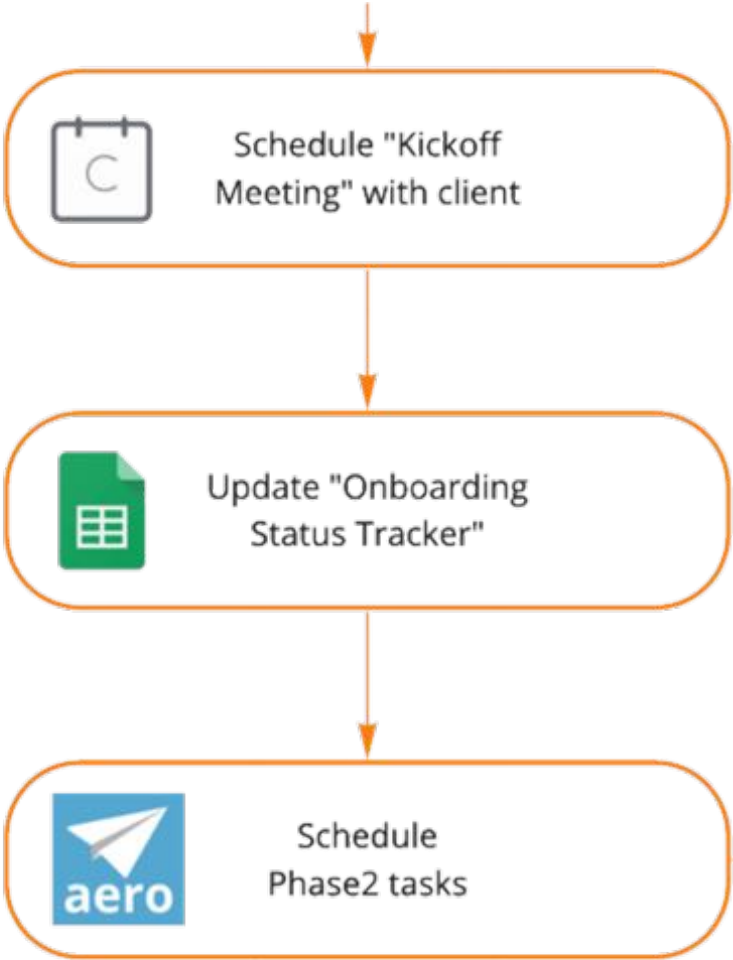 C
Schedule "Kickoff
Meeting" with client
Update "Onboarding
Status Tracker"
aero
Schedule
Phase2 tasks